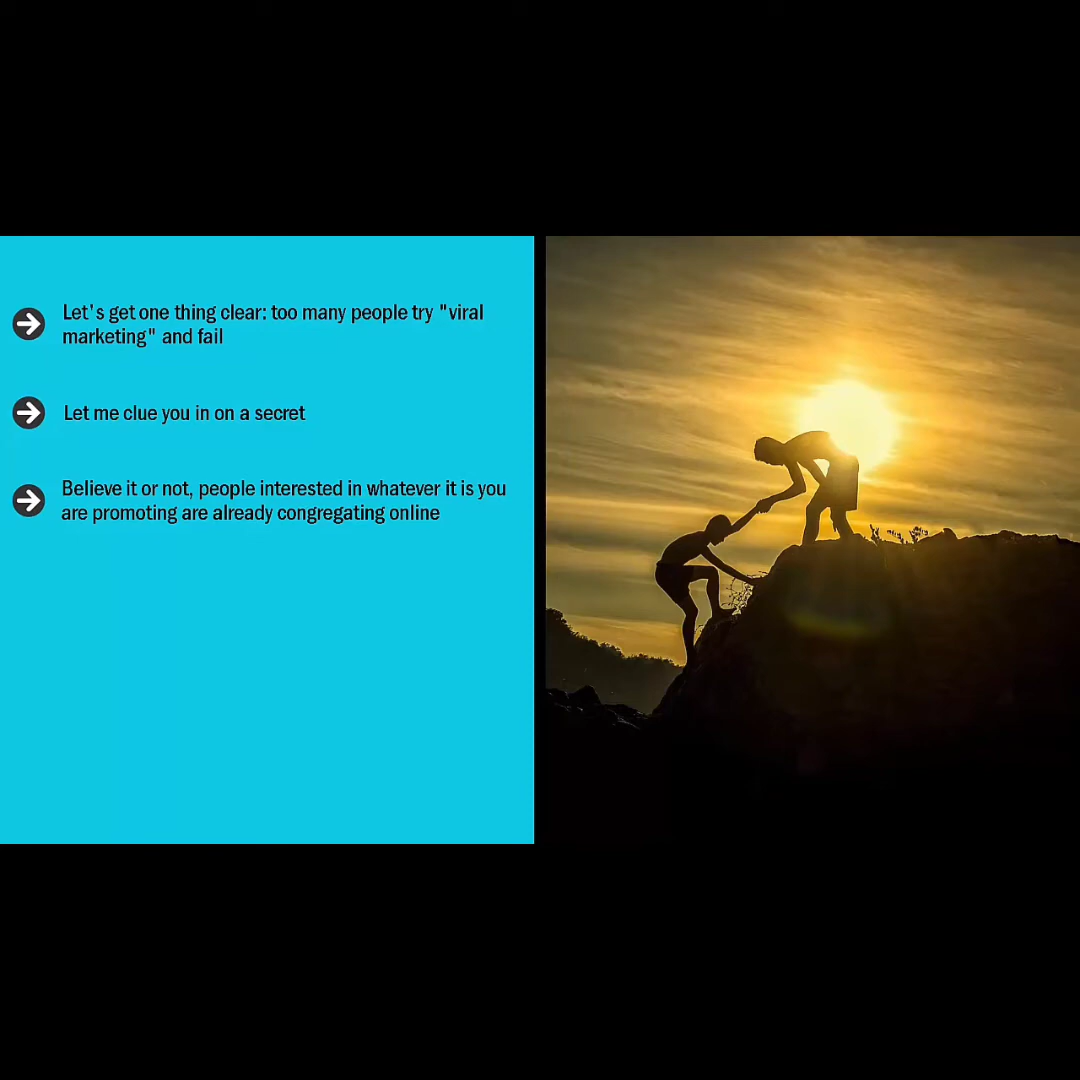 Let's get one thing clear: too many people try "viral
marketing" and fail
Let me clue you in on a secret
Believe it or not, people interested in whatever it is you
are promoting are already congregating online